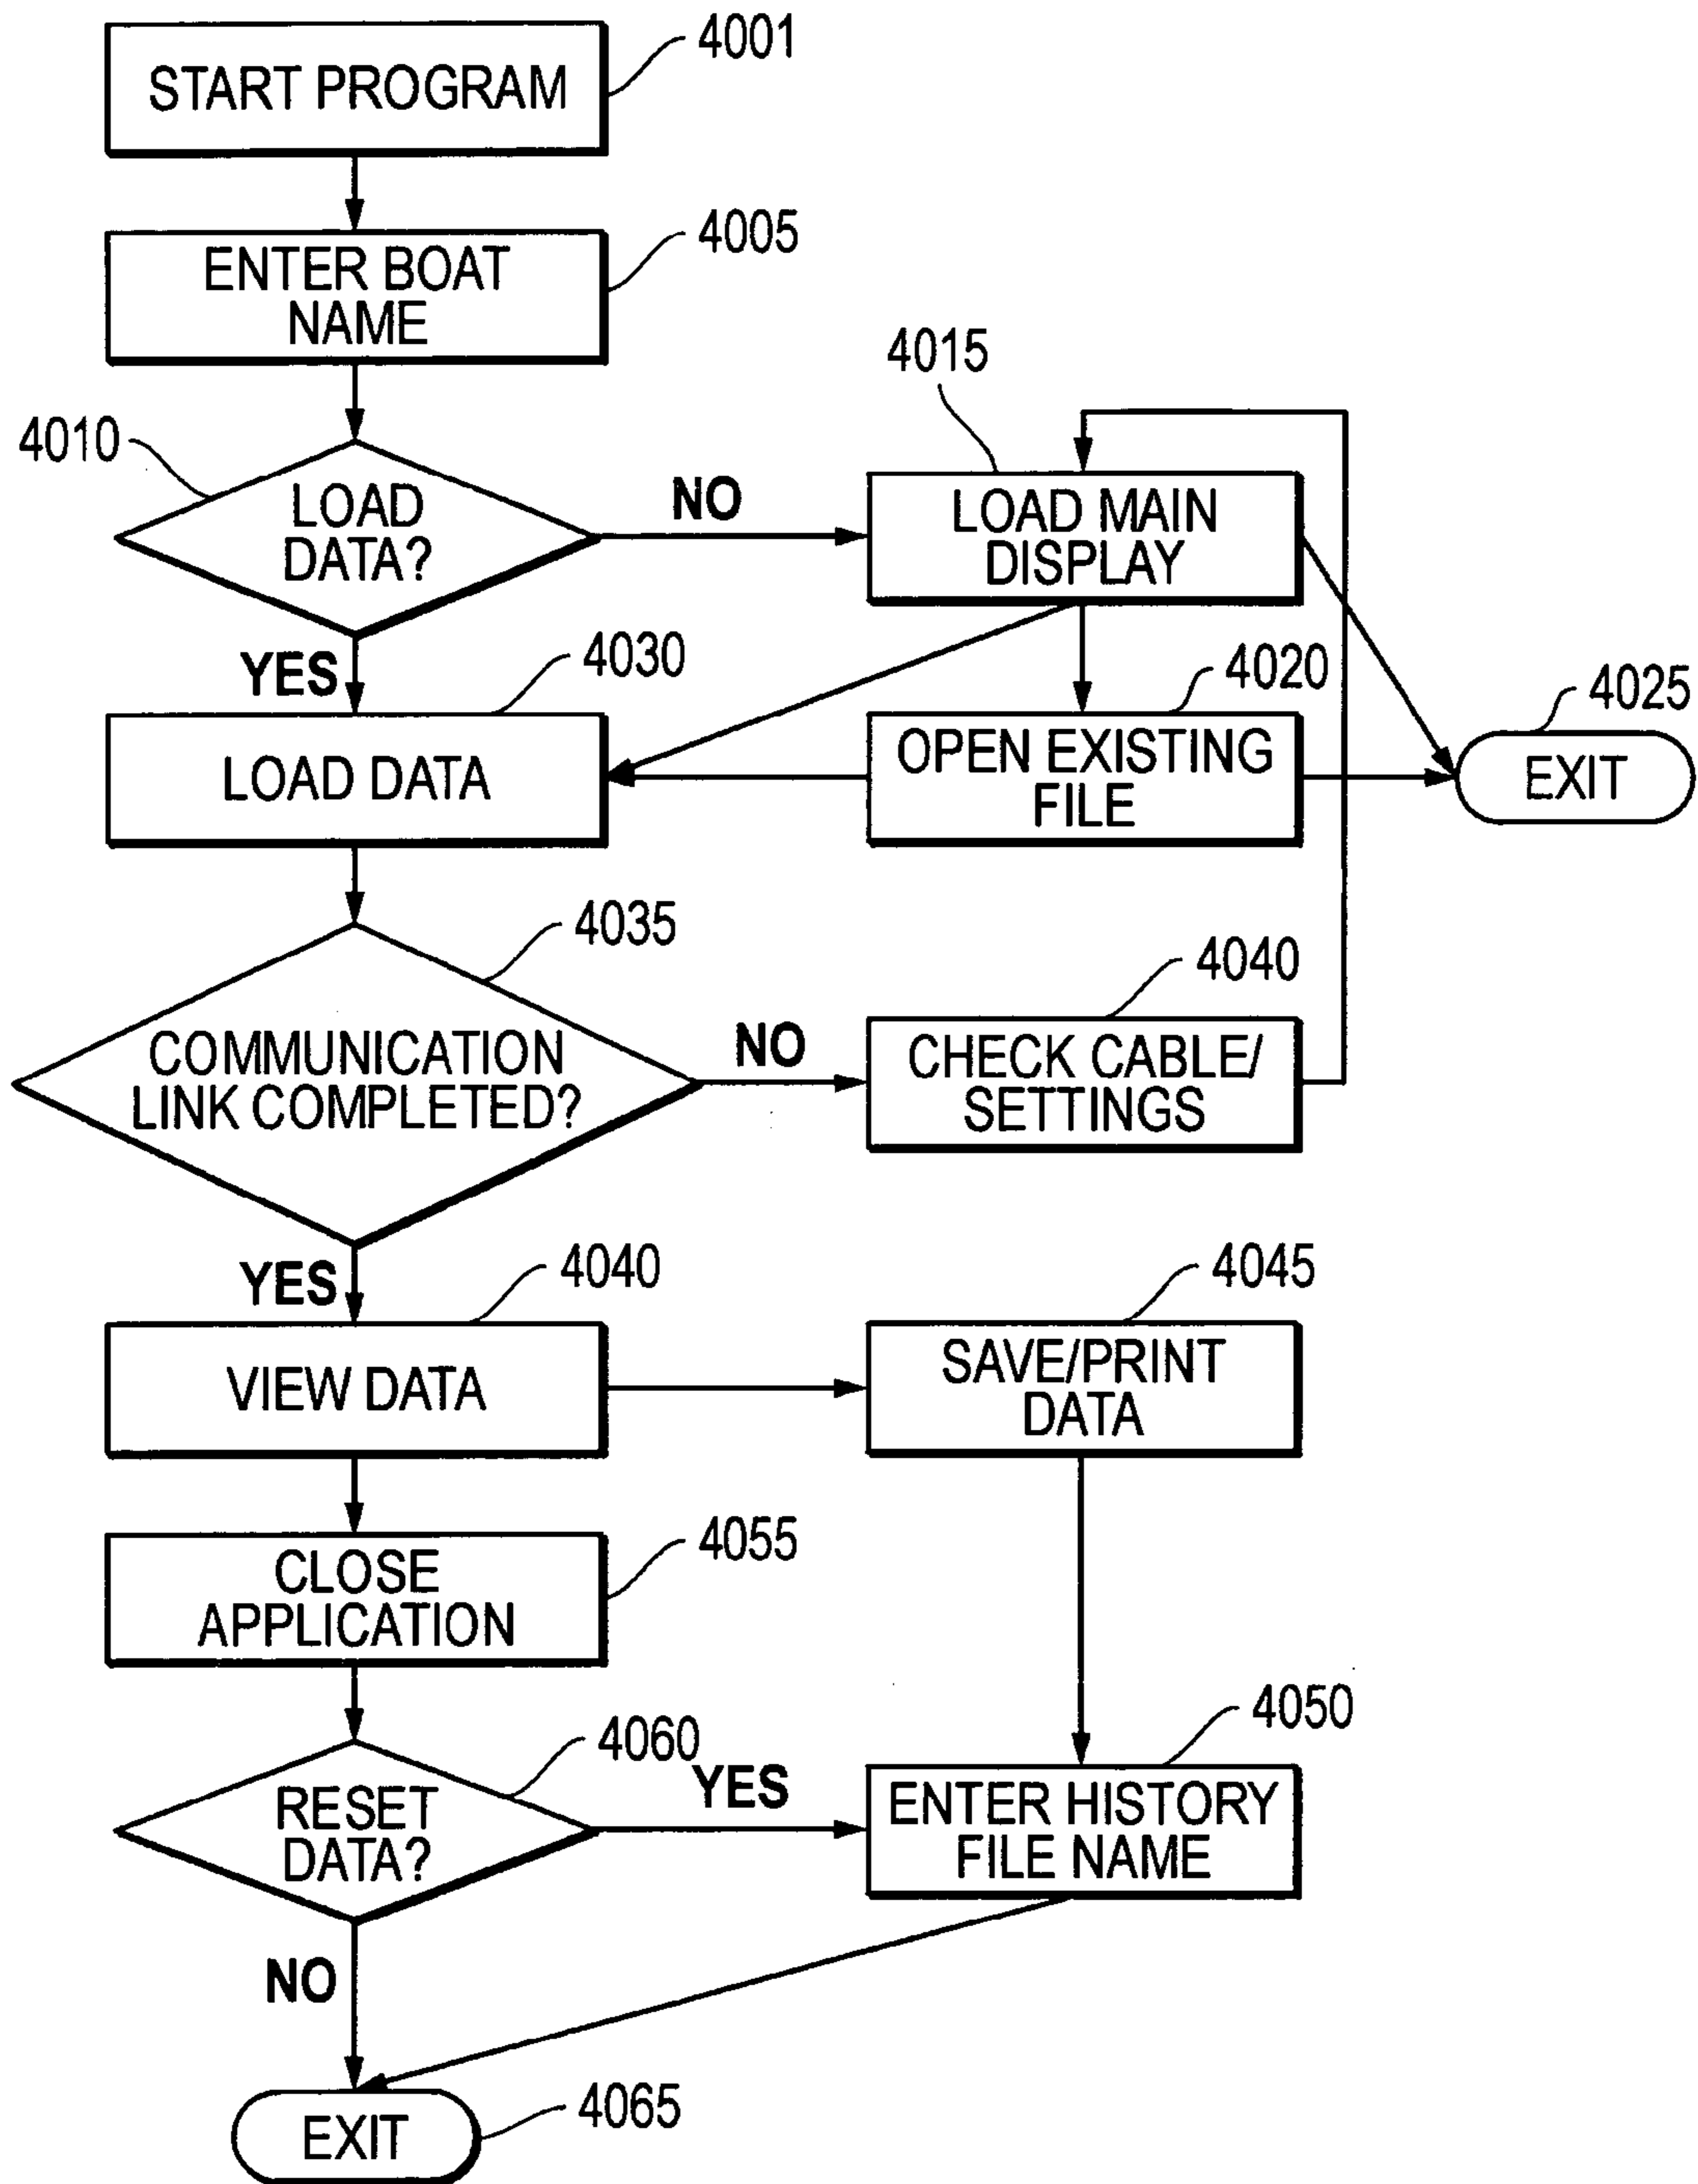 4001
START PROGRAM
4005
ENTER BOAT
NAME
4015
4010
LOAD
DATA?
NO
LOAD MAIN
DISPLAY
YES
4030
4020
4025
LOAD DATA
OPEN EXISTING
FILE
EXIT
4035
4040
COMMUNICATION
LINK COMPLETED?
NO
CHECK CABLE/
SETTINGS
YES
4040
4045
VIEW DATA
SAVE/PRINT
DATA
4055
CLOSE
APPLICATION
4050
4060
RESET
DATA?
YES
ENTER HISTORY
FILE NAME
NO
EXIT
4065